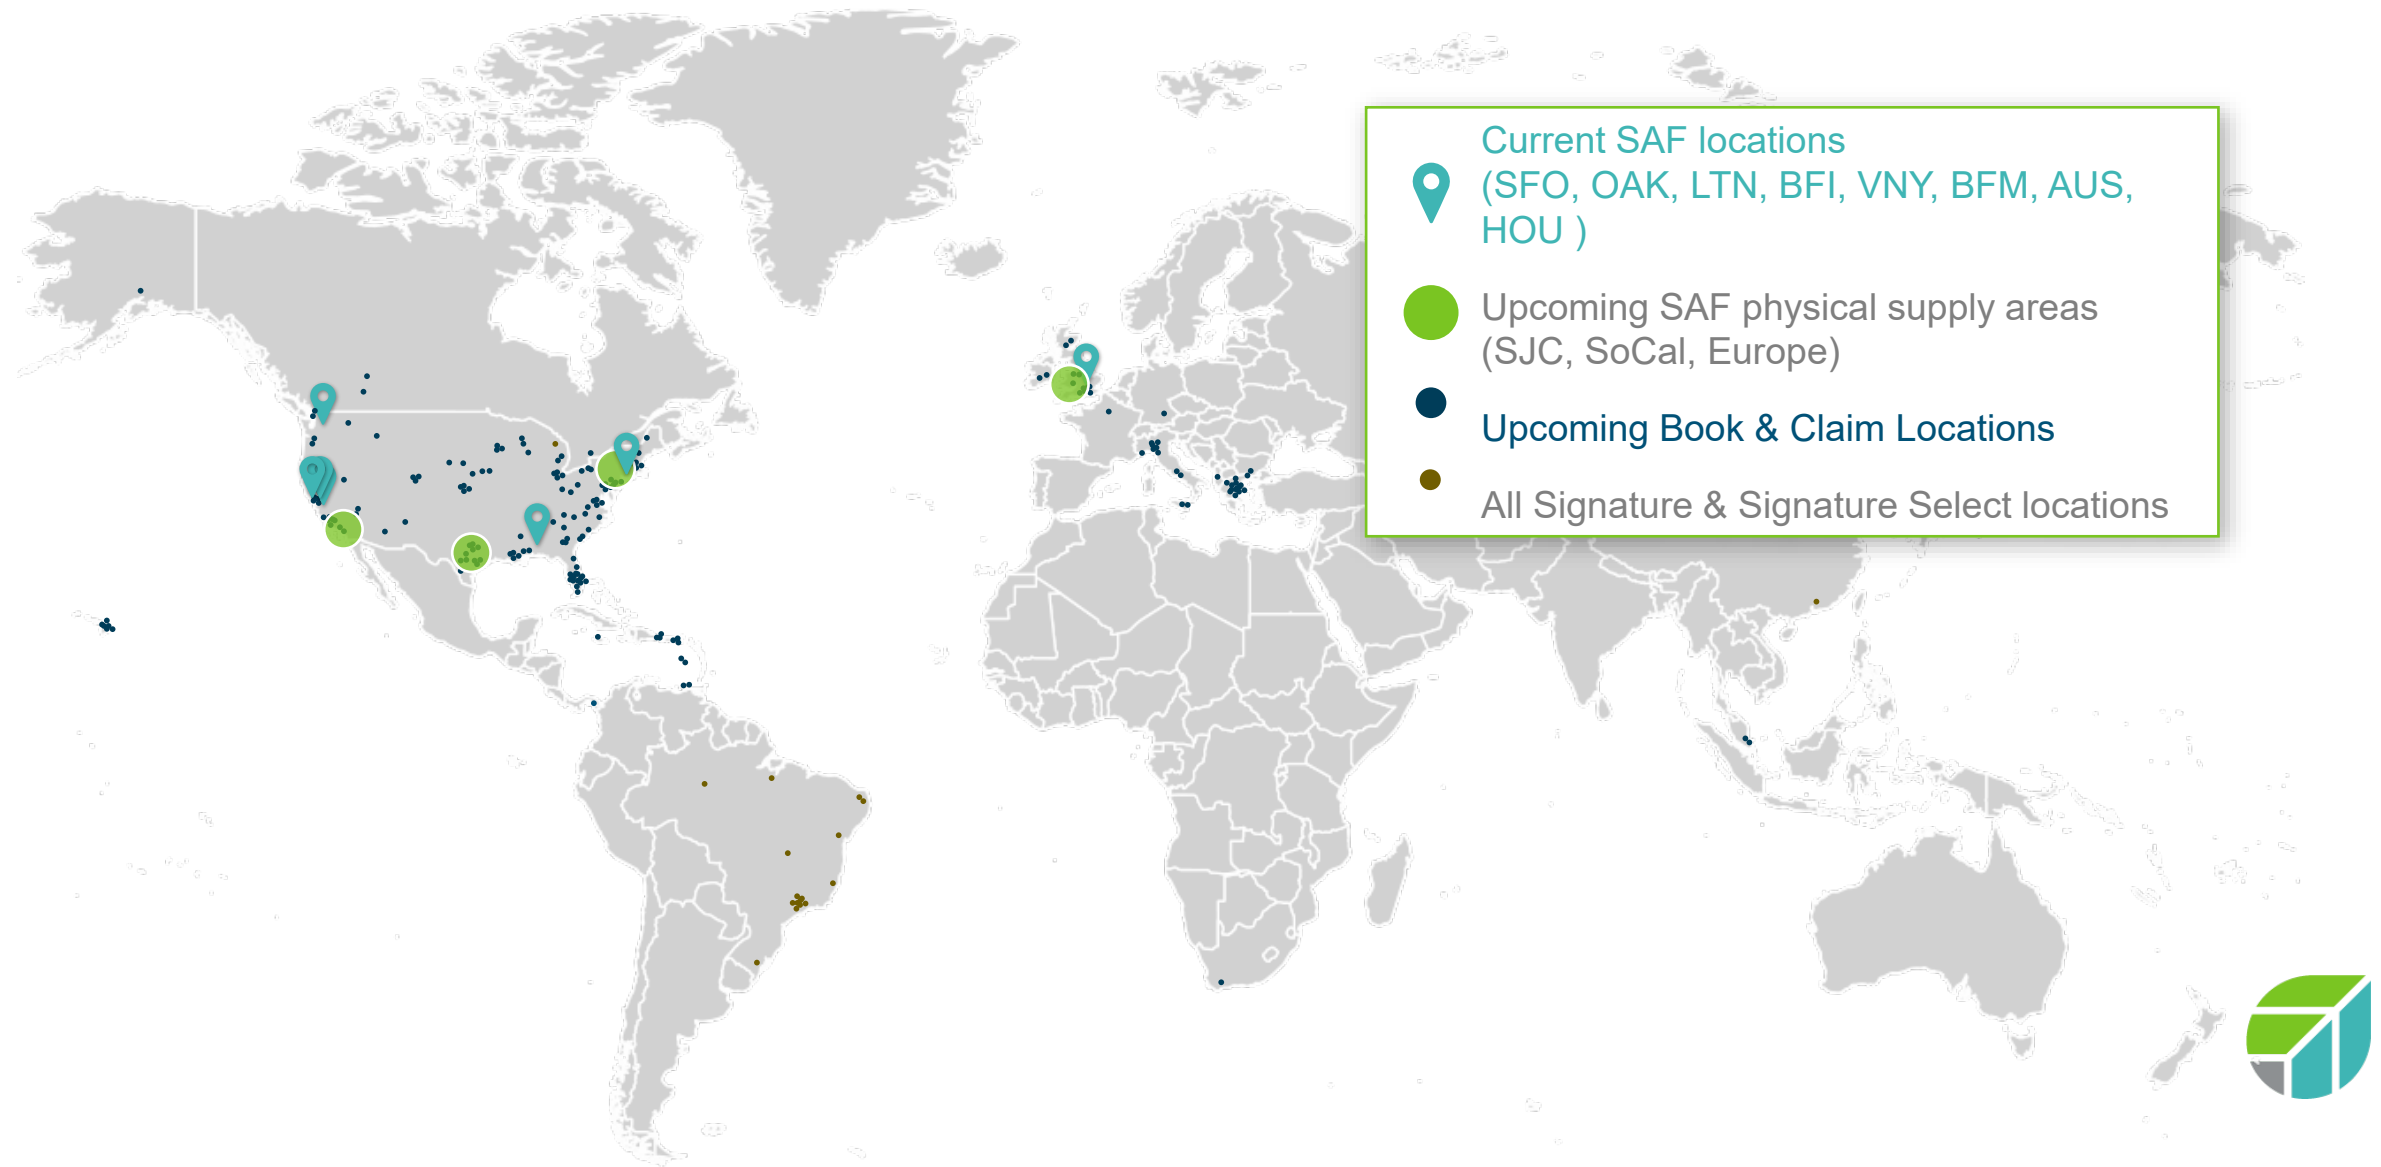 Current SAF locations
(SFO, OAK, LTN, BFI, VNY, BFM, AUS,
HOU )
Upcoming SAF physical supply areas
(SJC, SoCal, Europe)
Upcoming Book & Claim Locations
All Signature & Signature Select locations